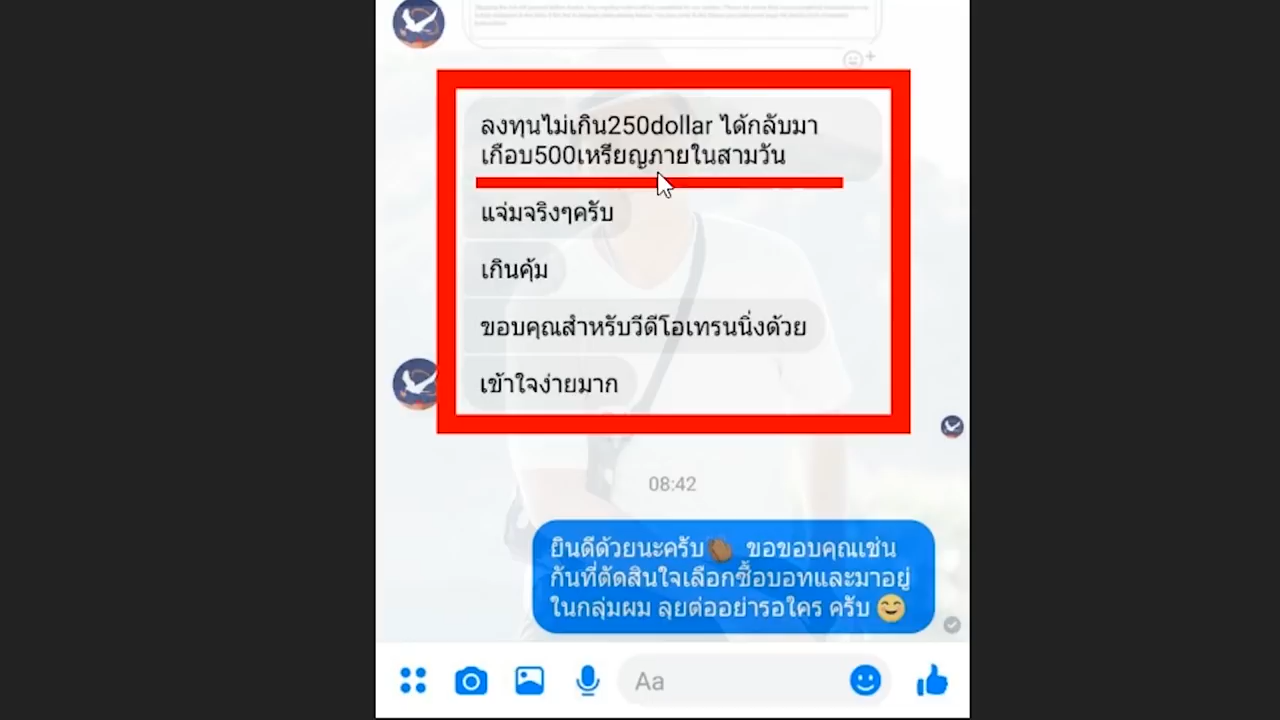 ลงทุนไม่เกิน250dollar ได้กลับมา
เกือบ500เหรียญภายในสามวัน
แจ่มจริงๆครับ
เกินคุ้ม
ขอบคุณสำหรับวีดีโอเทรนนิ่งด้วย
เข้าใจง่ายมาก
08:42
ยินดีด้วยนะครับ👏🏾 ขอขอบคุณเช่น
กันที่ตัดสินใจเลือกซื้อบอทและมาอยู่
ในกลุ่มผม ลุยต่ออย่ารอใคร ครับ😊
Aa